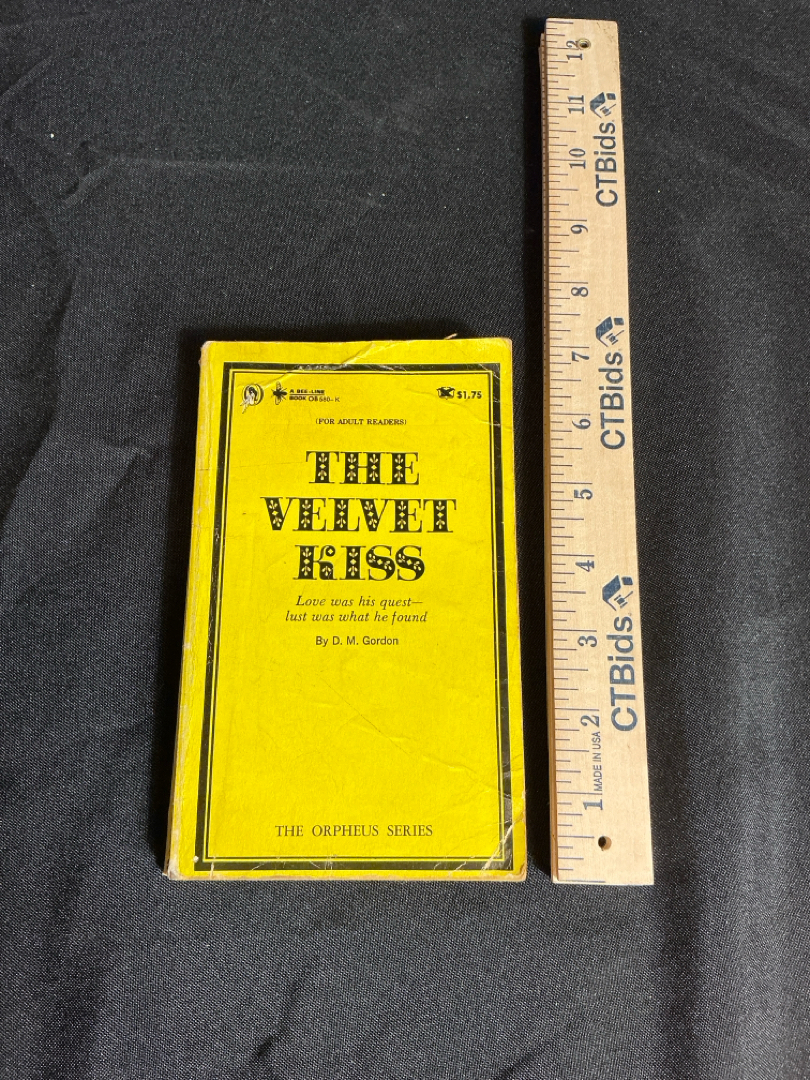 A BEE-LINE
BOOK OB 580-K
$1.75
(FOR ADULT READERS)
THE
VELVET
KISS
Love was his quest—
lust was what he found
By D. M. Gordon
THE ORPHEUS SERIES
12
11
10
9
8
7
6
5
4
3
2
1
MADE IN USA
CTBids
CTBids
CTBids